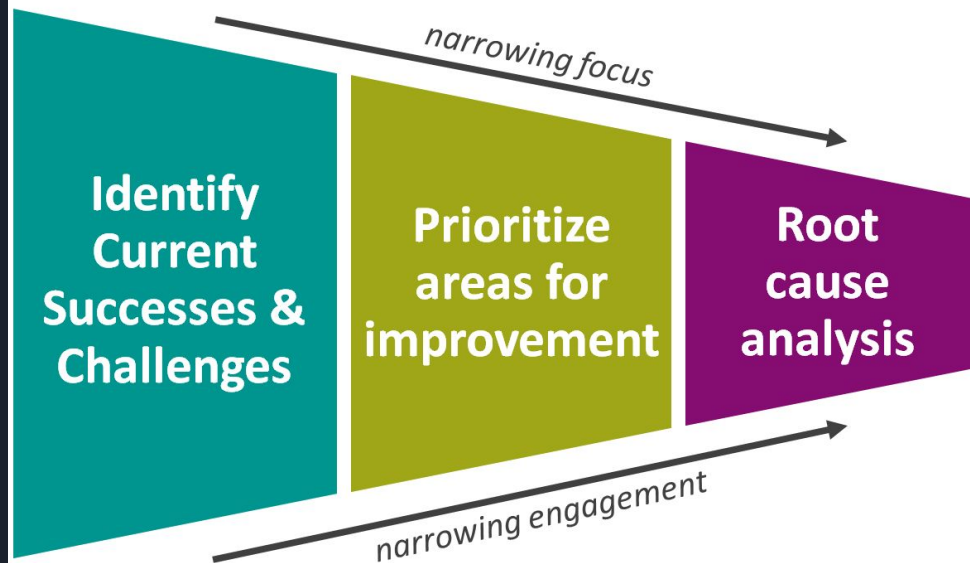 narrowing focus
Identify
Current
Successes &
Challenges
Prioritize
areas for
improvement
Root
cause
analysis
narrowing engagement